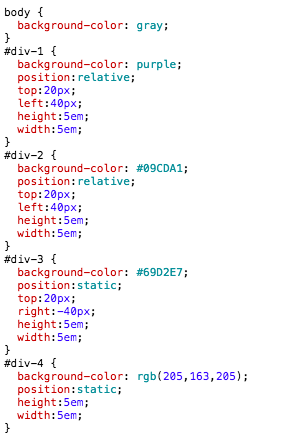 body {
  background-color: gray;
}
#div-1 {
  background-color: purple;
  position:relative;
  top:20px;
  left:40px;
  height:5em;
  width:5em;
}
#div-2 {
  background-color: #09CDA1;
  position:relative;
  top:20px;
  left:40px;
  height:5em;
  width:5em;
}
#div-3 {
  background-color: #69D2E7;
  position:static;
  top:20px;
  right:-40px;
  height:5em;
  width:5em;
}
#div-4 {
  background-color: rgb(205,163,205);
  position:static;
  height:5em;
  width:5em;
}